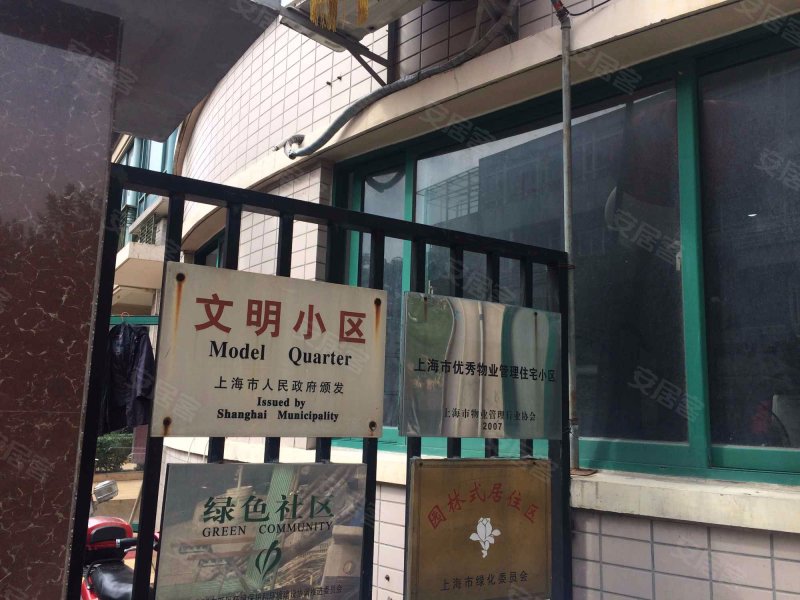 文明小区
Model Quarter
上海市人民政府颁发
Issued by
Shanghai Municipality
上海市优秀物业管理住宅小区
上海市物业管理行业协会
2007
绿色社区
GREEN COMMUNITY
园林式居住区
上海市绿化委员会
安居客